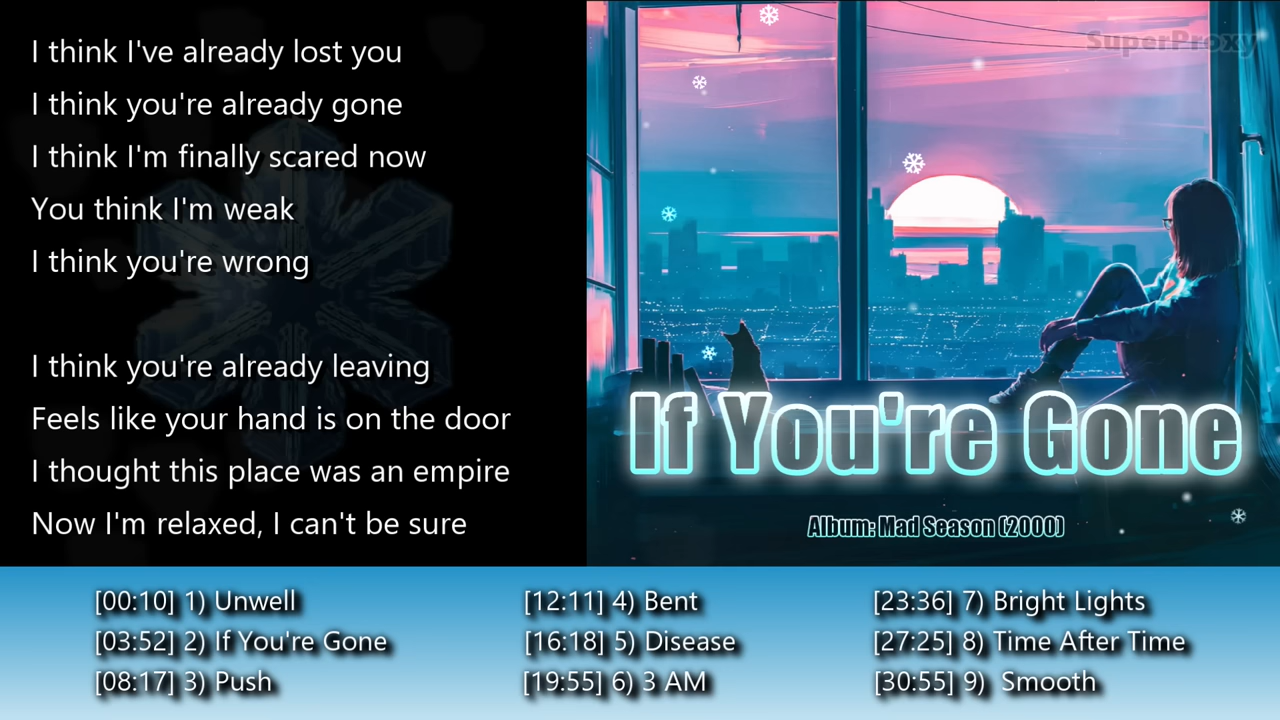 I think I've already lost you
I think you're already gone
I think I'm finally scared now
You think I'm weak
I think you're wrong
I think you're already leaving
Feels like your hand is on the door
I thought this place was an empire
Now I'm relaxed, I can't be sure
SuperProxy
If You're Gone
Album: Mad Season (2000)
[00:10] 1) Unwell
[03:52] 2) If You're Gone
[08:17] 3) Push
[12:11] 4) Bent
[16:18] 5) Disease
[19:55] 6) 3 AM
[23:36] 7) Bright Lights
[27:25] 8) Time After Time
[30:55] 9)  Smooth